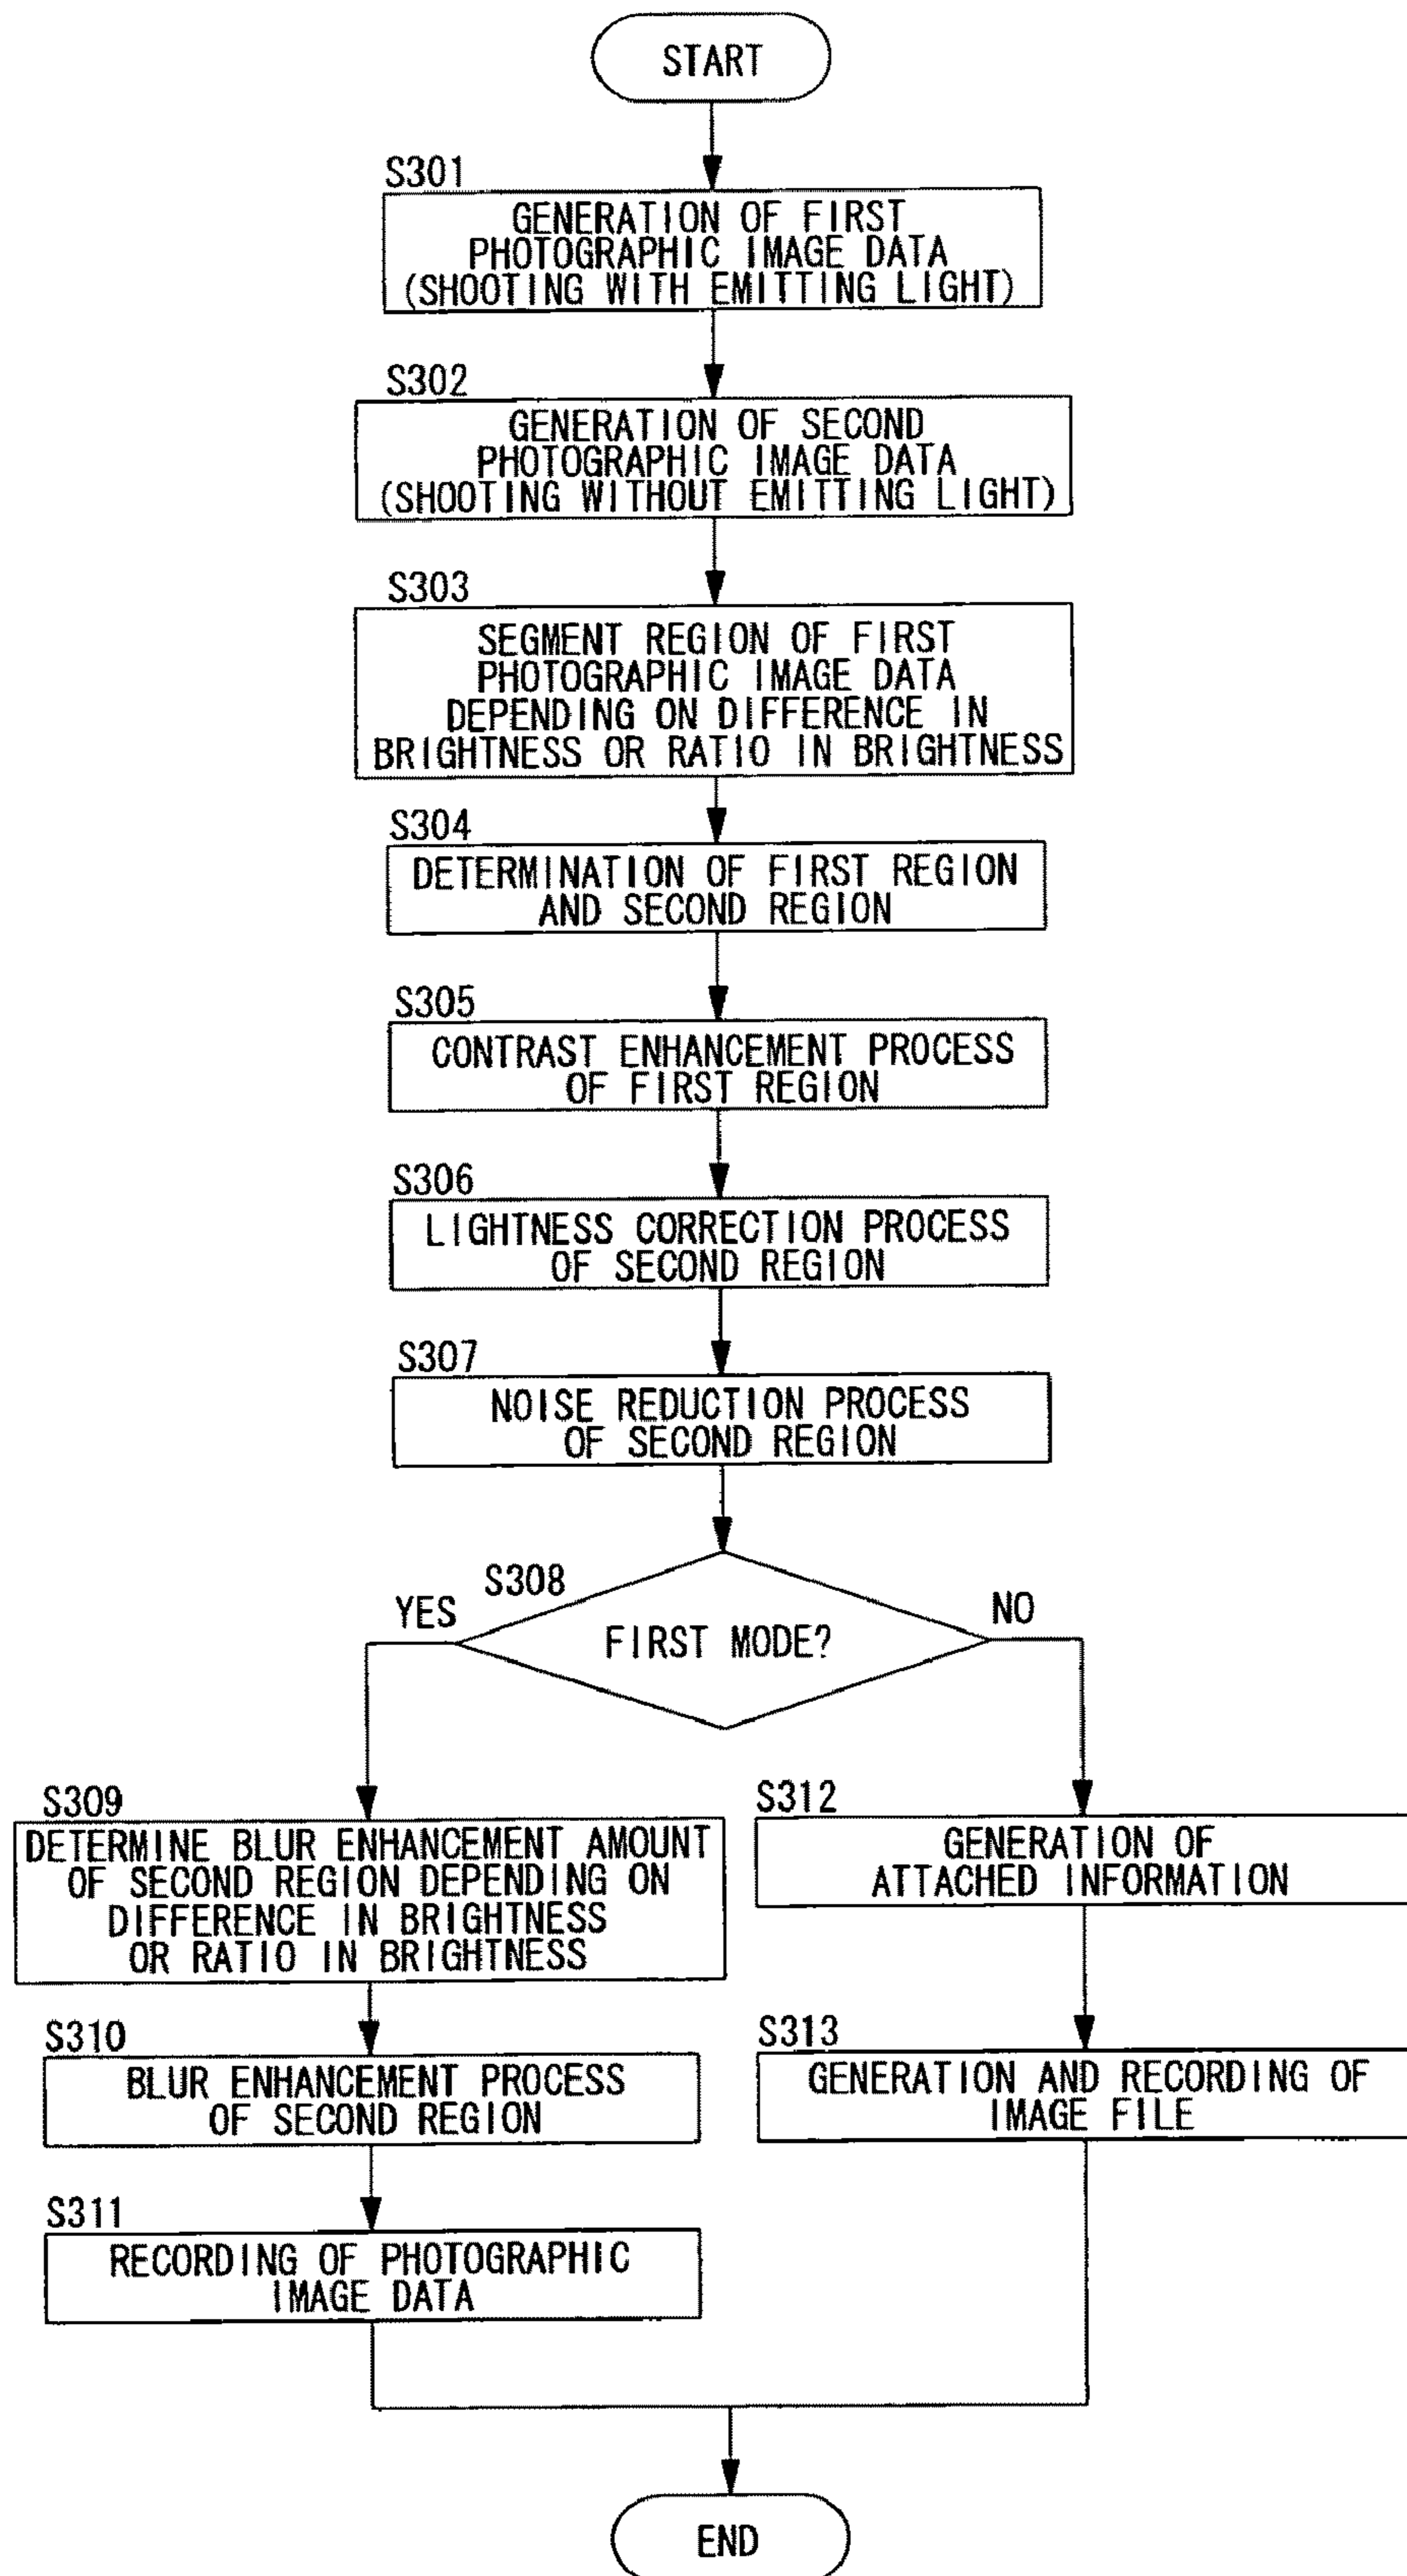 START
S301
GENERATION OF FIRST
PHOTOGRAPHIC IMAGE DATA
(SHOOTING WITH EMITTING LIGHT)
S302
GENERATION OF SECOND
PHOTOGRAPHIC IMAGE DATA
(SHOOTING WITHOUT EMITTING LIGHT)
S303
SEGMENT REGION OF FIRST
PHOTOGRAPHIC IMAGE DATA
DEPENDING ON DIFFERENCE IN
BRIGHTNESS OR RATIO IN BRIGHTNESS
S304
DETERMINATION OF FIRST REGION
AND SECOND REGION
S305
CONTRAST ENHANCEMENT PROCESS
OF FIRST REGION
S306
LIGHTNESS CORRECTION PROCESS
OF SECOND REGION
S307
NOISE REDUCTION PROCESS
OF SECOND REGION
S308
YES
NO
FIRST MODE?
S309
DETERMINE BLUR ENHANCEMENT AMOUNT
OF SECOND REGION DEPENDING ON
DIFFERENCE IN BRIGHTNESS
OR RATIO IN BRIGHTNESS
S310
BLUR ENHANCEMENT PROCESS
OF SECOND REGION
S311
RECORDING OF PHOTOGRAPHIC
IMAGE DATA
S312
GENERATION OF
ATTACHED INFORMATION
S313
GENERATION AND RECORDING OF
IMAGE FILE
END